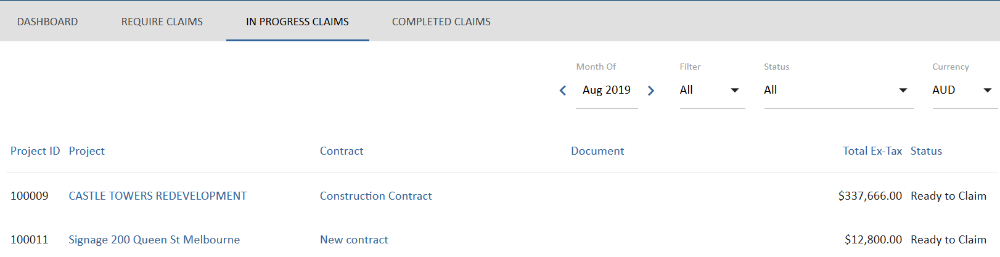 DASHBOARD REQUIRE CLAIMS IN PROGRESS CLAIMS COMPLETED CLAIMS
Month Of Filter Status Currency
Aug 2019 All All AUD
Project ID Project Contract Document Total Ex-Tax Status
100009 CASTLE TOWERS REDEVELOPMENT Construction Contract $337,666.00 Ready to Claim
100011 Signage 200 Queen St Melbourne New contract $12,800.00 Ready to Claim